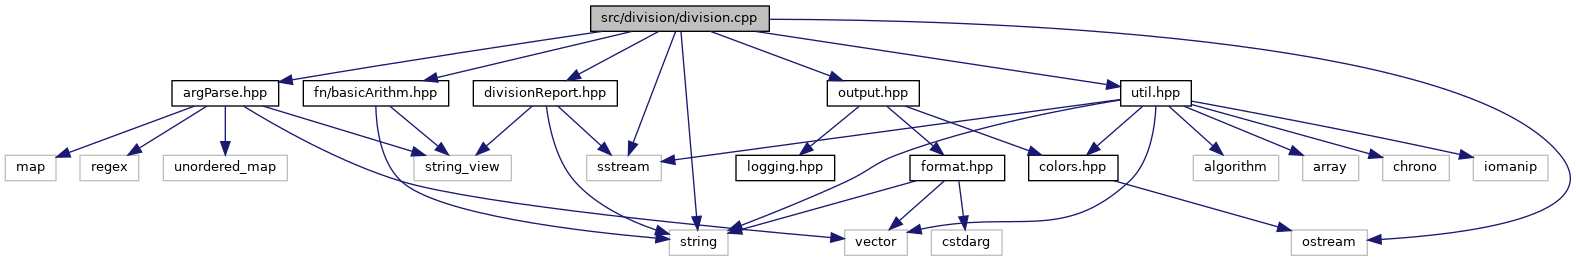 src/division/division.cpp
argParse.hpp
fn/basicArithm.hpp
divisionReport.hpp
output.hpp
util.hpp
map
regex
unordered_map
string_view
sstream
logging.hpp
format.hpp
colors.hpp
algorithm
array
chrono
iomanip
string
vector
cstdarg
ostream